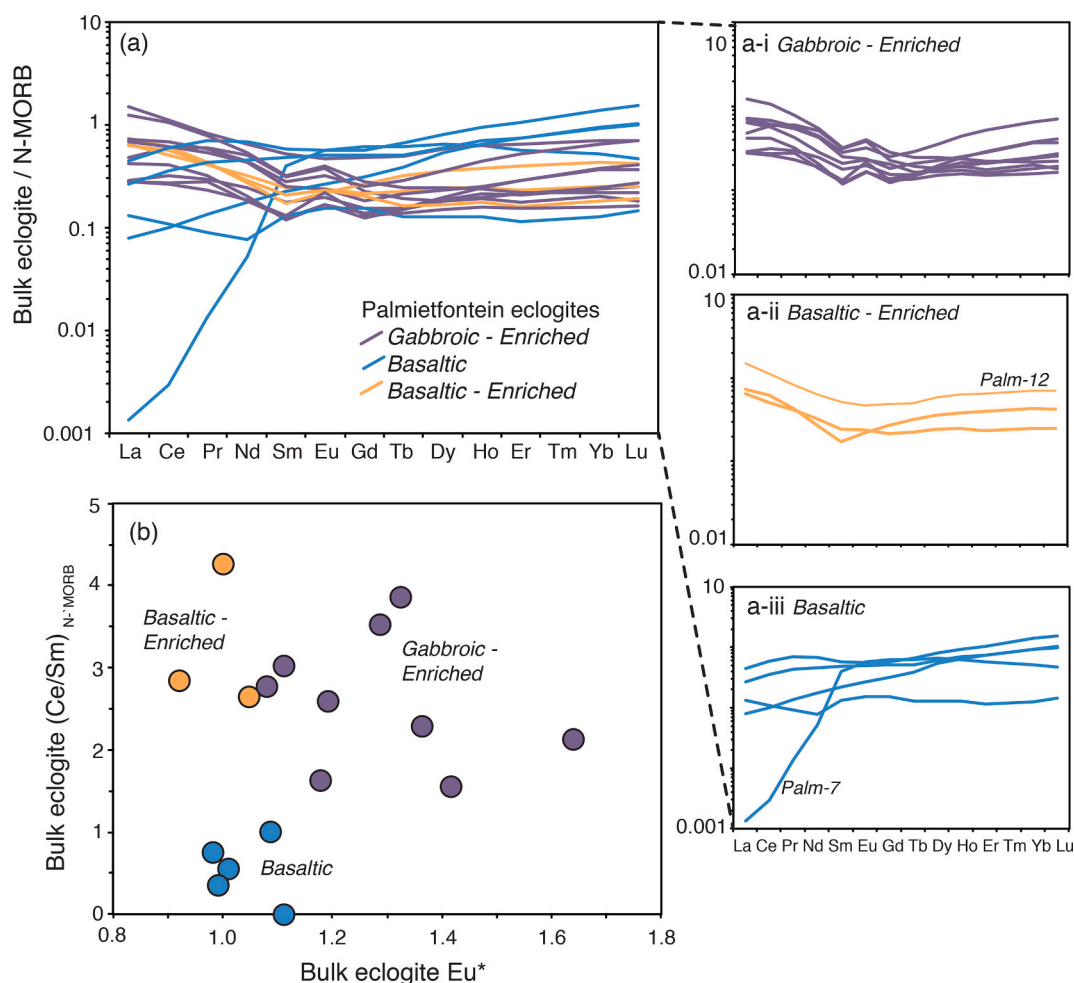 (a)
Bulk eclogite / N-MORB
10
1
0.1
0.01
0.001
Palmietfontein eclogites
Gabbroic - Enriched
Basaltic
Basaltic - Enriched
La Ce Pr Nd Sm Eu Gd Tb Dy Ho Er Tm Yb Lu
a-i Gabbroic - Enriched
10
0.01
a-ii Basaltic - Enriched
10
Palm-12
0.01
a-iii Basaltic
10
Palm-7
0.001
La Ce Pr Nd Sm Eu Gd Tb Dy Ho Er Tm Yb Lu
(b)
Bulk eclogite (Ce/Sm) N-`MORB
5
4
3
2
1
0
Basaltic -
Enriched
Gabbroic -
Enriched
Basaltic
0.8 1.0 1.2 1.4 1.6 1.8
Bulk eclogite Eu*